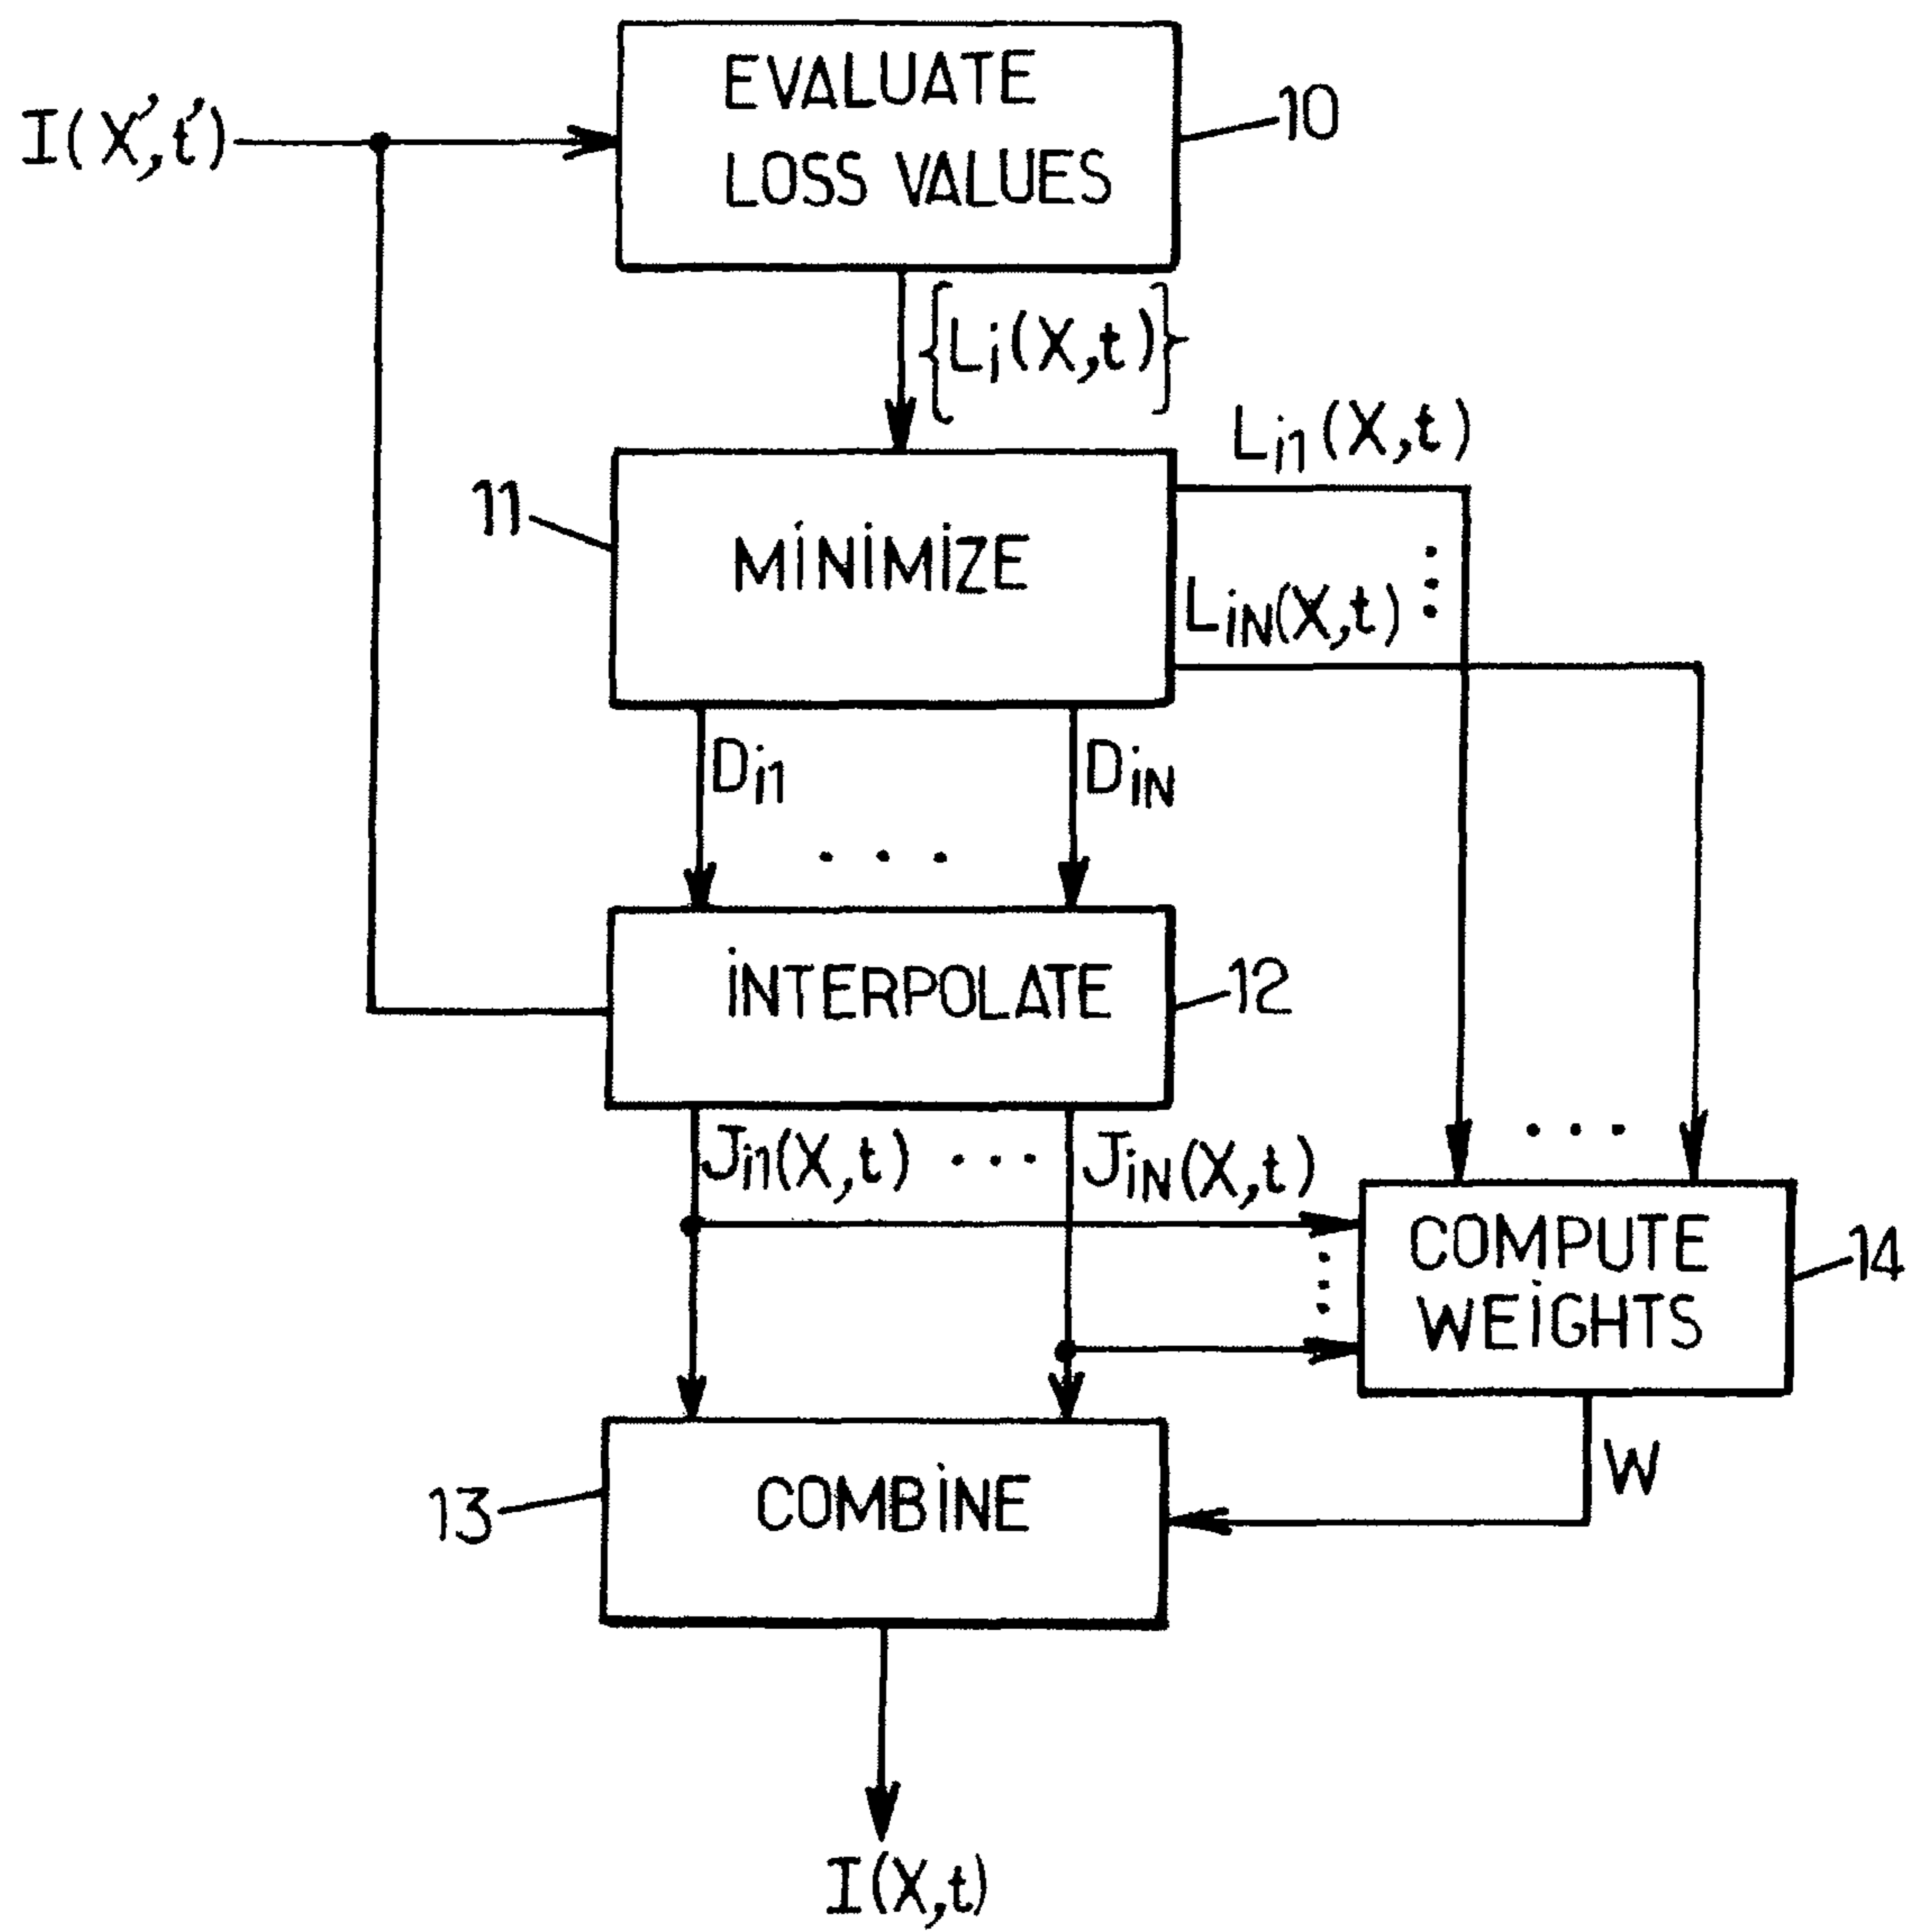 EVALUATE
LOSS VALUES
10
I(X',t')
{Li(X,t)}
Li1(X,t)
11
MINIMIZE
LiN(X,t)
Di1
DiN
INTERPOLATE
12
Ji1(X,t) ... JiN(X,t)
COMPUTE
WEIGHTS
14
W
13
COMBINE
I(X,t)